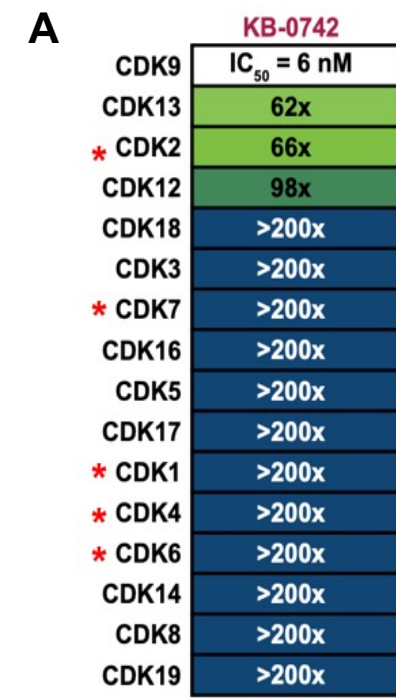 A
KB-0742
CDK9 IC50 = 6 nM
CDK13 62x
* CDK2 66x
CDK12 98x
CDK18 >200x
CDK3 >200x
* CDK7 >200x
CDK16 >200x
CDK5 >200x
CDK17 >200x
* CDK1 >200x
* CDK4 >200x
* CDK6 >200x
CDK14 >200x
CDK8 >200x
CDK19 >200x